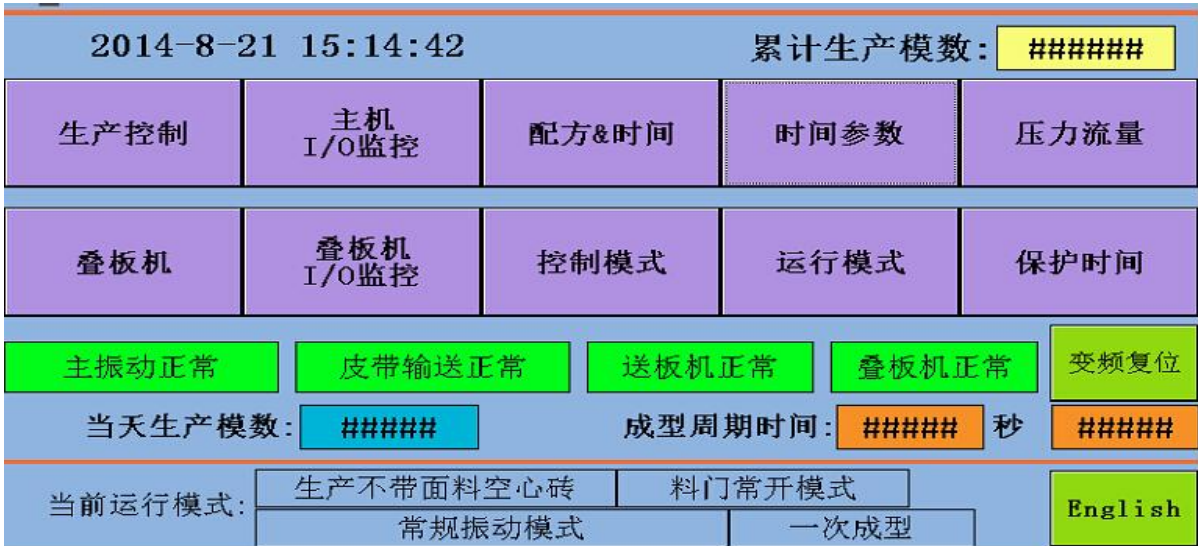 2014-8-21 15:14:42 累计生产模数: ######
生产控制 主机 I/O监控 配方&时间 时间参数 压力流量
叠板机 叠板机 I/O监控 控制模式 运行模式 保护时间
主振动正常 皮带输送正常 送板机正常 叠板机正常 变频复位
当天生产模数: ##### 成型周期时间: ##### 秒 #####
当前运行模式: 生产不带面料空心砖 料门常开模式
常规振动模式 一次成型
English